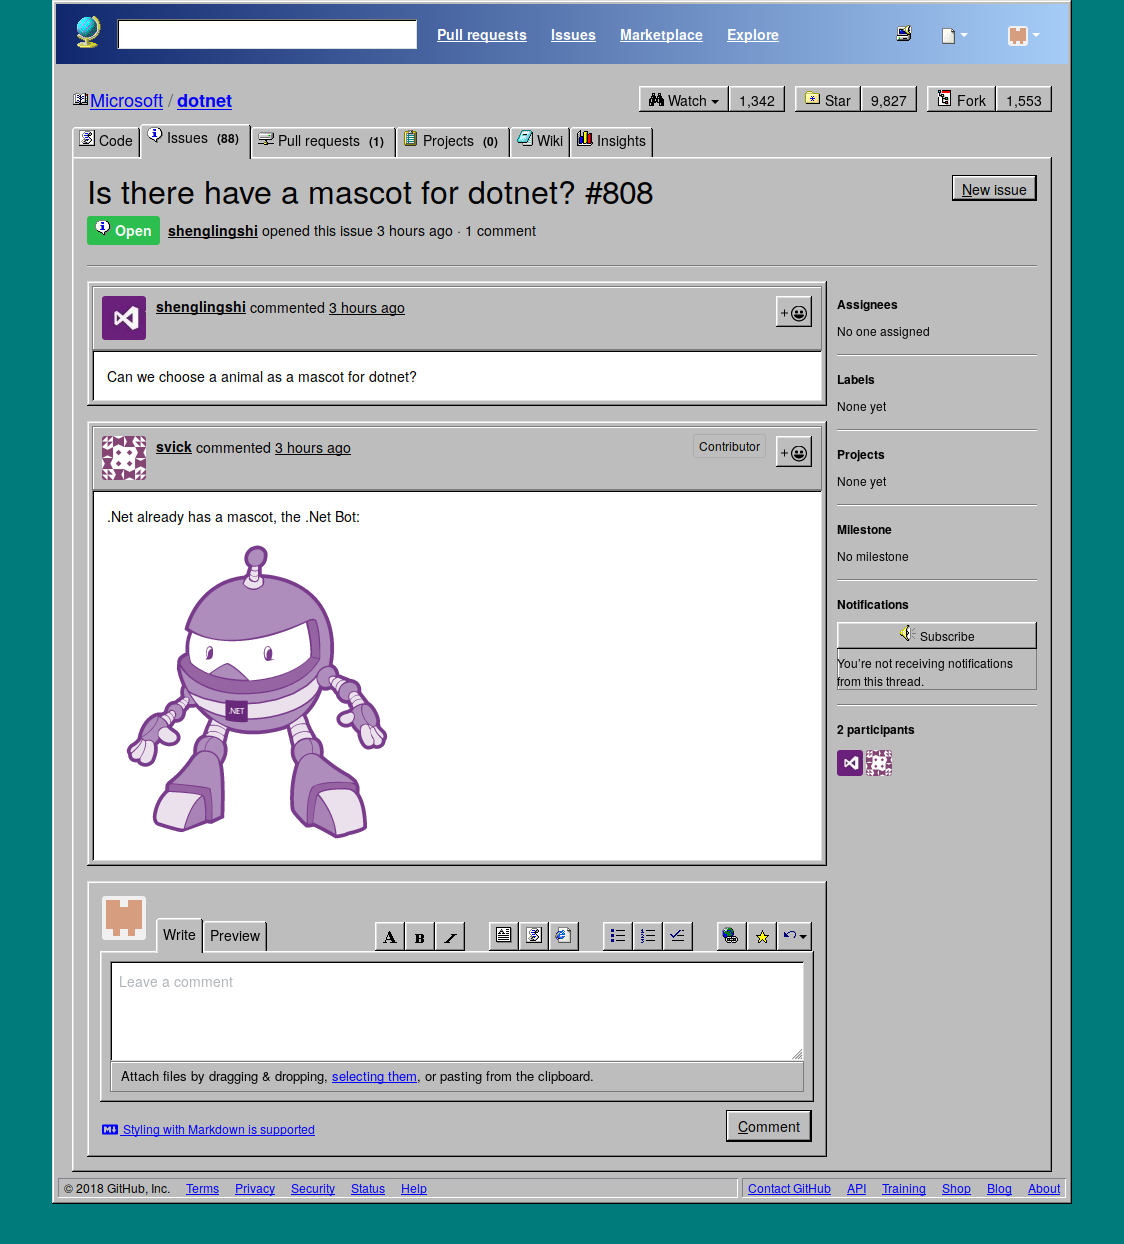 Pull requests Issues Marketplace Explore
Microsoft / dotnet
Watch 1,342 Star 9,827 Fork 1,553
Code Issues (88) Pull requests (1) Projects (0) Wiki Insights
Is there have a mascot for dotnet? #808
New issue
Open shenglingshi opened this issue 3 hours ago · 1 comment
shenglingshi commented 3 hours ago
+
Can we choose a animal as a mascot for dotnet?
svick commented 3 hours ago
Contributor
+
.Net already has a mascot, the .Net Bot:
.NET
Assignees
No one assigned
Labels
None yet
Projects
None yet
Milestone
No milestone
Notifications
Subscribe
You're not receiving notifications
from this thread.
2 participants
Write Preview
A B I
Leave a comment
Attach files by dragging & dropping, selecting them, or pasting from the clipboard.
Styling with Markdown is supported
Comment
© 2018 GitHub, Inc. Terms Privacy Security Status Help
Contact GitHub API Training Shop Blog About